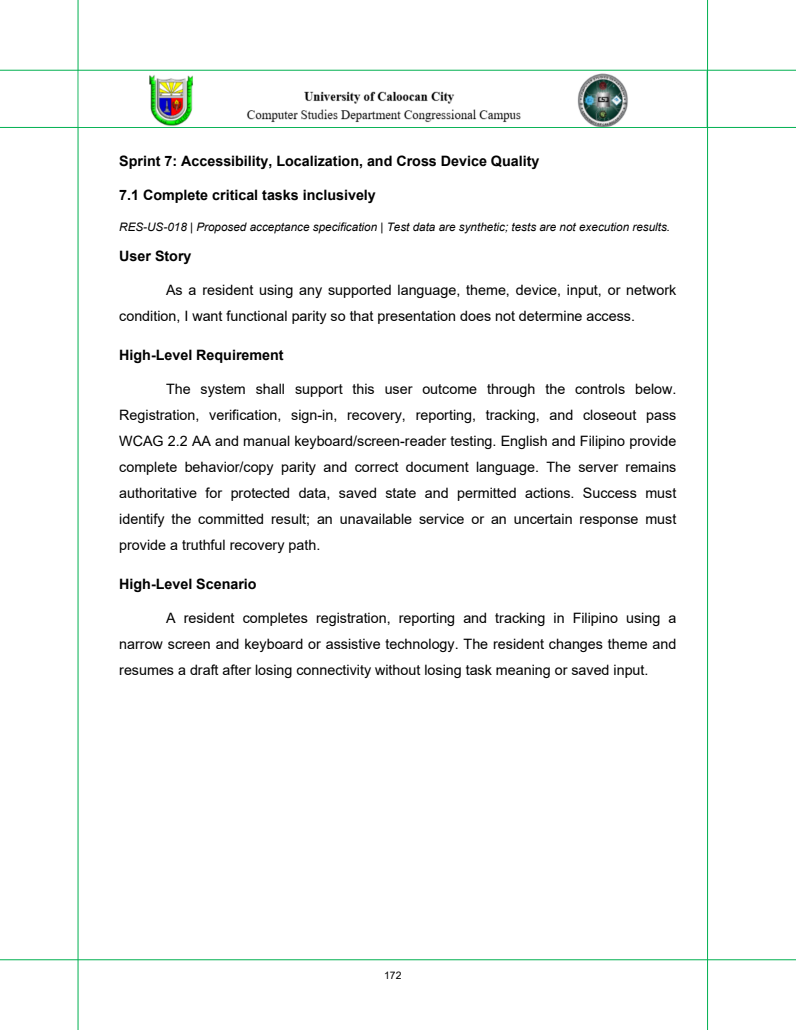 University of Caloocan City
Computer Studies Department Congressional Campus
Sprint 7: Accessibility, Localization, and Cross Device Quality
7.1 Complete critical tasks inclusively
RES-US-018 | Proposed acceptance specification | Test data are synthetic; tests are not execution results.
User Story
As a resident using any supported language, theme, device, input, or network
condition, I want functional parity so that presentation does not determine access.
High-Level Requirement
The system shall support this user outcome through the controls below.
Registration, verification, sign-in, recovery, reporting, tracking, and closeout pass
WCAG 2.2 AA and manual keyboard/screen-reader testing. English and Filipino provide
complete behavior/copy parity and correct document language. The server remains
authoritative for protected data, saved state and permitted actions. Success must
identify the committed result; an unavailable service or an uncertain response must
provide a truthful recovery path.
High-Level Scenario
A resident completes registration, reporting and tracking in Filipino using a
narrow screen and keyboard or assistive technology. The resident changes theme and
resumes a draft after losing connectivity without losing task meaning or saved input.
172